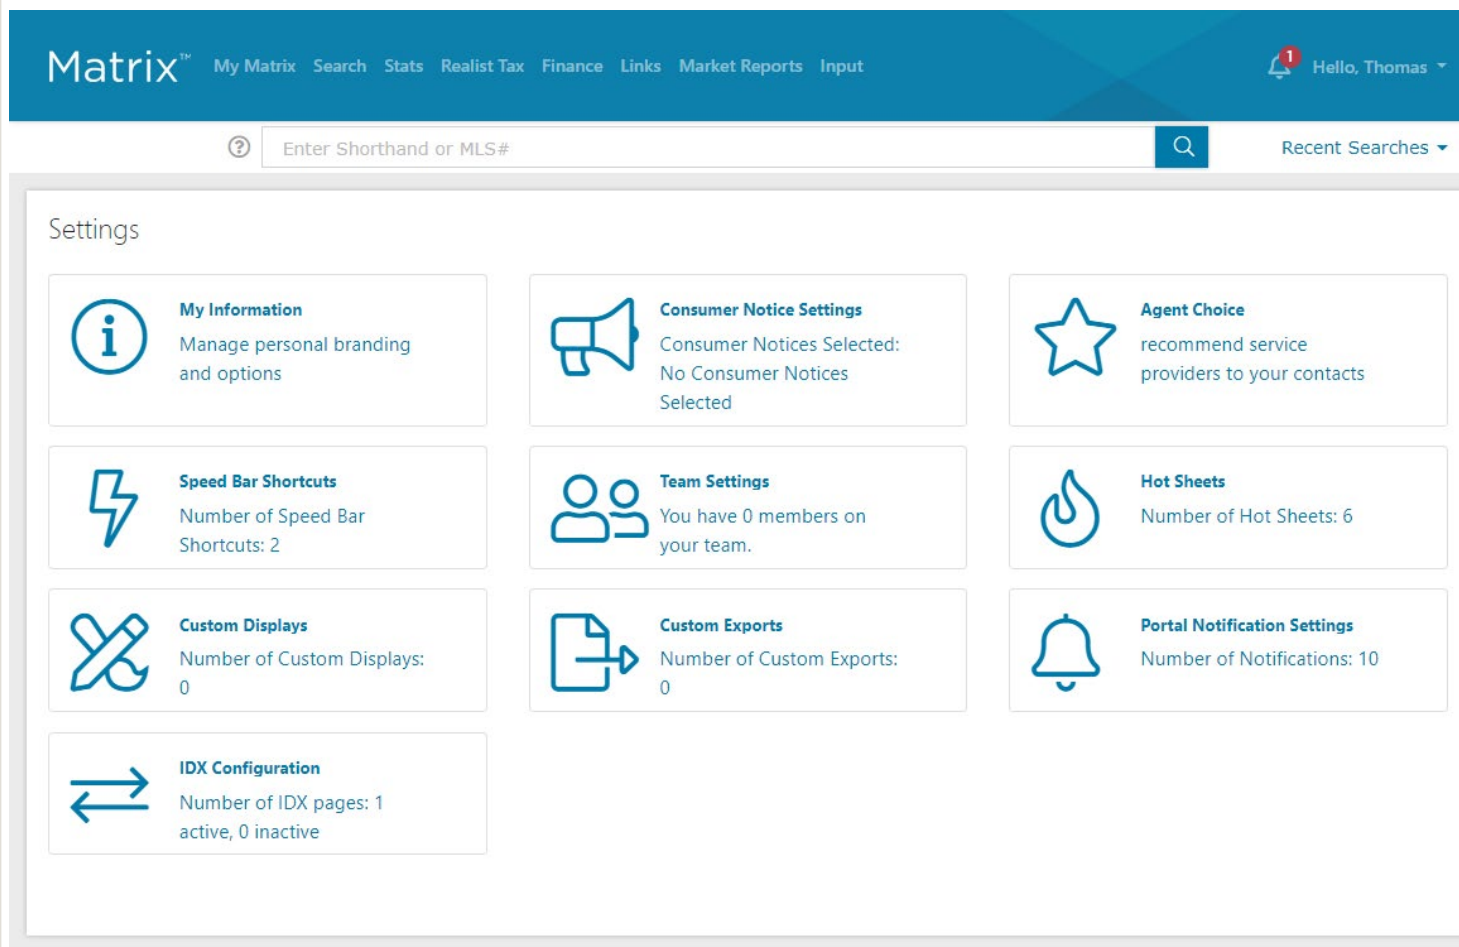 Matrix™ My Matrix Search Stats Realist Tax Finance Links Market Reports Input 1 Hello, Thomas
? Enter Shorthand or MLS# Recent Searches
Settings
My Information
Manage personal branding
and options
Consumer Notice Settings
Consumer Notices Selected:
No Consumer Notices
Selected
Agent Choice
recommend service
providers to your contacts
Speed Bar Shortcuts
Number of Speed Bar
Shortcuts: 2
Team Settings
You have 0 members on
your team.
Hot Sheets
Number of Hot Sheets: 6
Custom Displays
Number of Custom Displays:
0
Custom Exports
Number of Custom Exports:
0
Portal Notification Settings
Number of Notifications: 10
IDX Configuration
Number of IDX pages: 1
active, 0 inactive